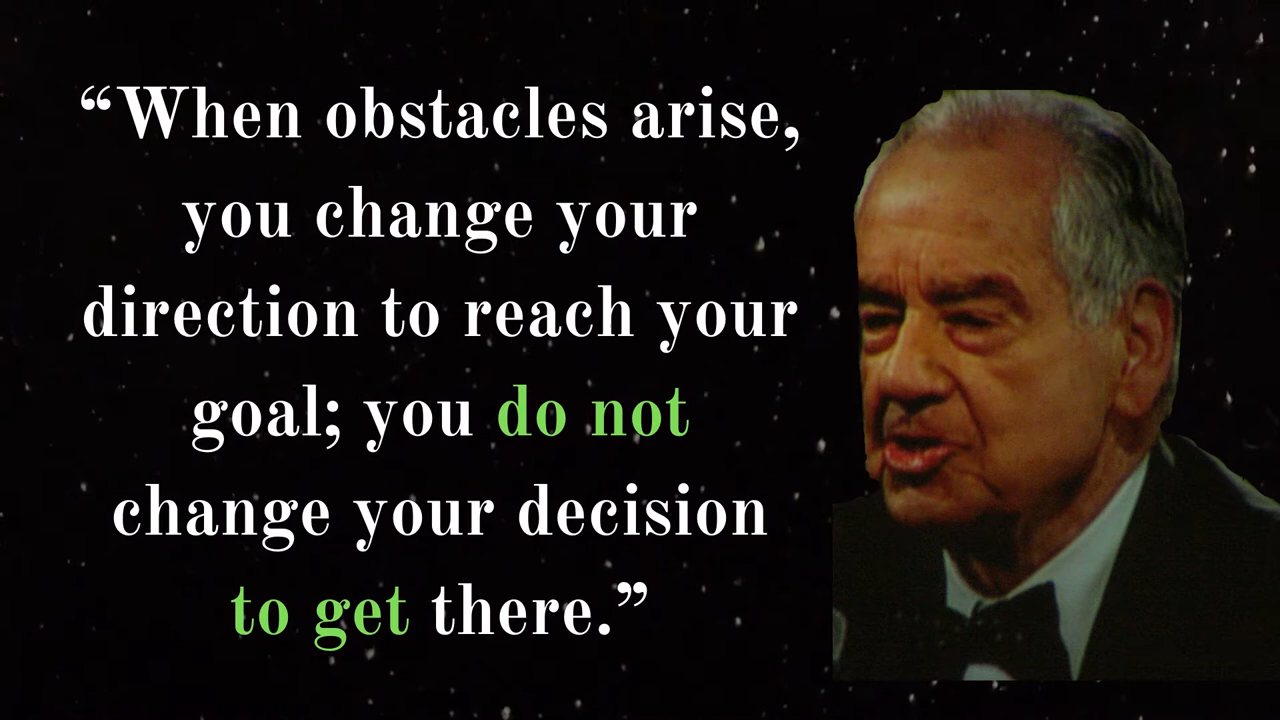 “When obstacles arise,
you change your
direction to reach your
goal; you do not
change your decision
to get there.”